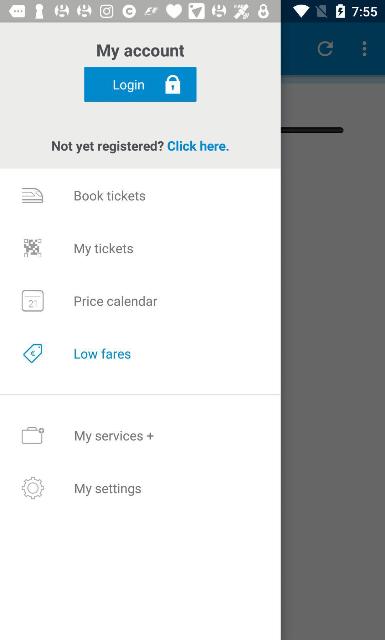 7:55
My account
Login
Not yet registered? Click here.
Book tickets
My tickets
21
Price calendar
€
Low fares
My services +
My settings